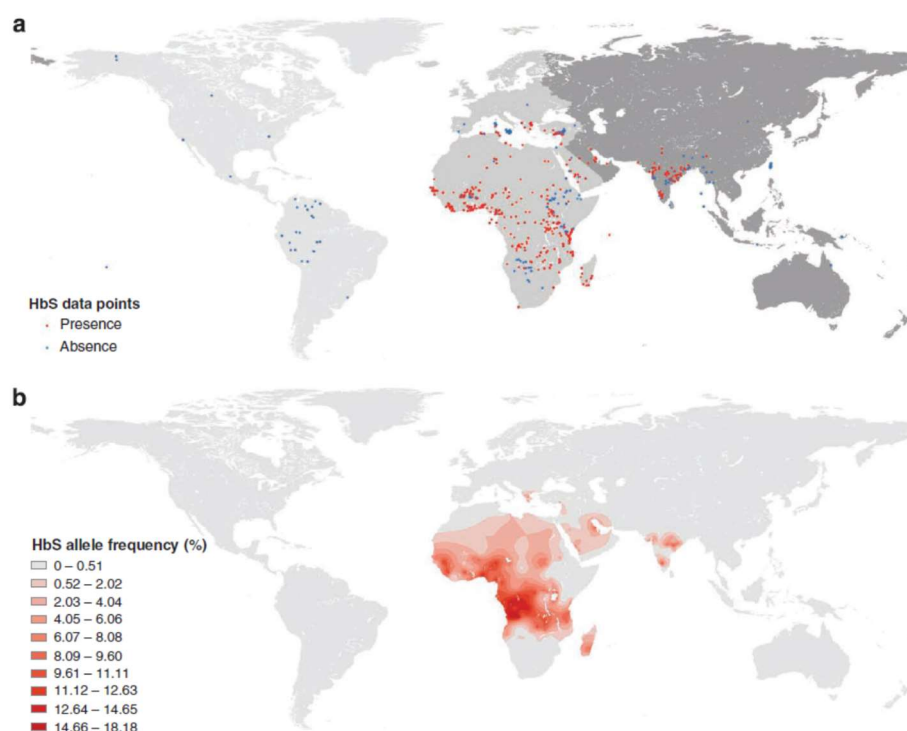 a
HbS data points
Presence
Absence
b
HbS allele frequency (%)
0 – 0.51
0.52 – 2.02
2.03 – 4.04
4.05 – 6.06
6.07 – 8.08
8.09 – 9.60
9.61 – 11.11
11.12 – 12.63
12.64 – 14.65
14.66 – 18.18